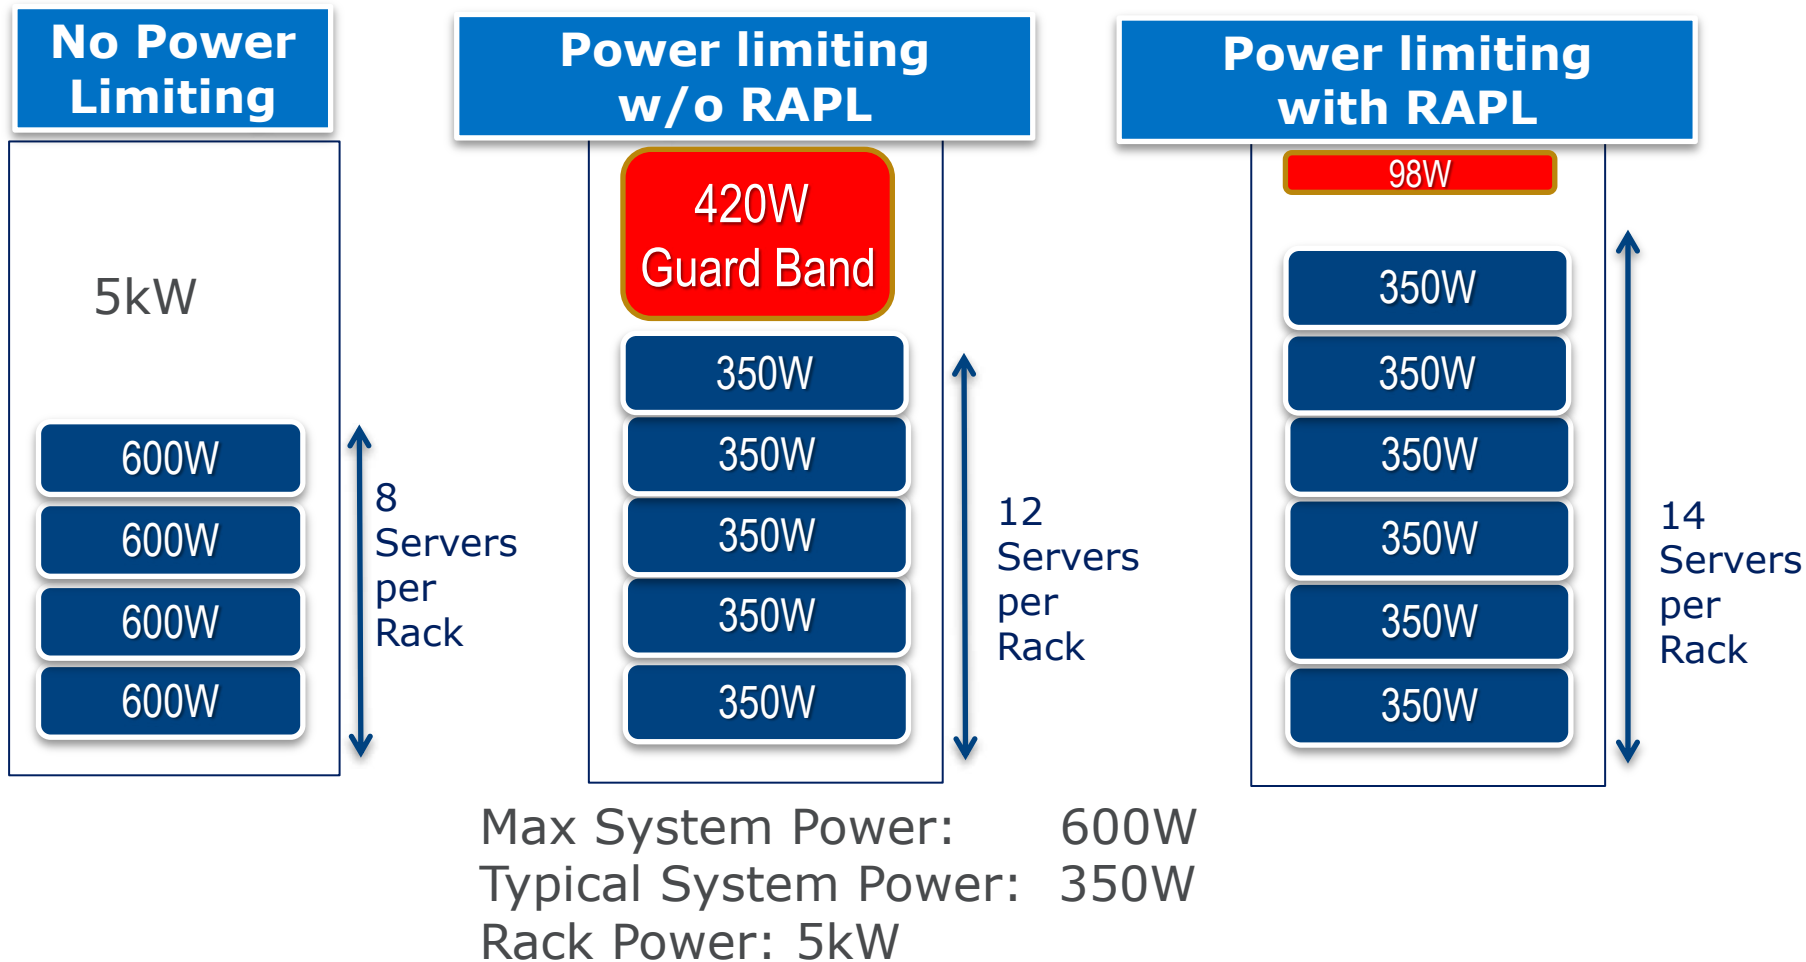 No Power
Limiting
5kW
600W
600W
600W
600W
8
Servers
per
Rack
Power limiting
w/o RAPL
420W
Guard Band
350W
350W
350W
350W
350W
12
Servers
per
Rack
Power limiting
with RAPL
98W
350W
350W
350W
350W
350W
350W
14
Servers
per
Rack
Max System Power: 600W
Typical System Power: 350W
Rack Power: 5kW